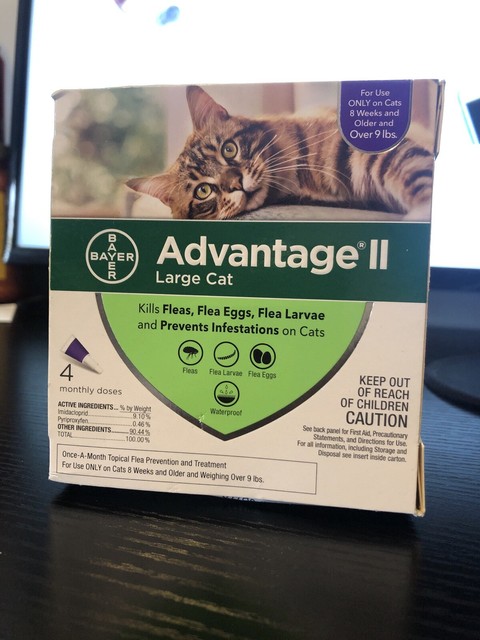 For Use
ONLY on Cats
8 Weeks and
Older and
Over 9 lbs.
BAYER
BAYER
Advantage® II
Large Cat
Kills Fleas, Flea Eggs, Flea Larvae
and Prevents Infestations on Cats
Fleas
Flea Larvae
Flea Eggs
Waterproof
4
monthly doses
ACTIVE INGREDIENTS... % by Weight
Imidacloprid 9.10%
Pyriproxyfen 0.46%
OTHER INGREDIENTS 90.44%
TOTAL 100.00%
KEEP OUT
OF REACH
OF CHILDREN
CAUTION
See back panel for First Aid, Precautionary
Statements, and Directions for Use.
For all information, including Storage and
Disposal see insert inside carton.
Once-A-Month Topical Flea Prevention and Treatment
For Use ONLY on Cats 8 Weeks and Older and Weighing Over 9 lbs.